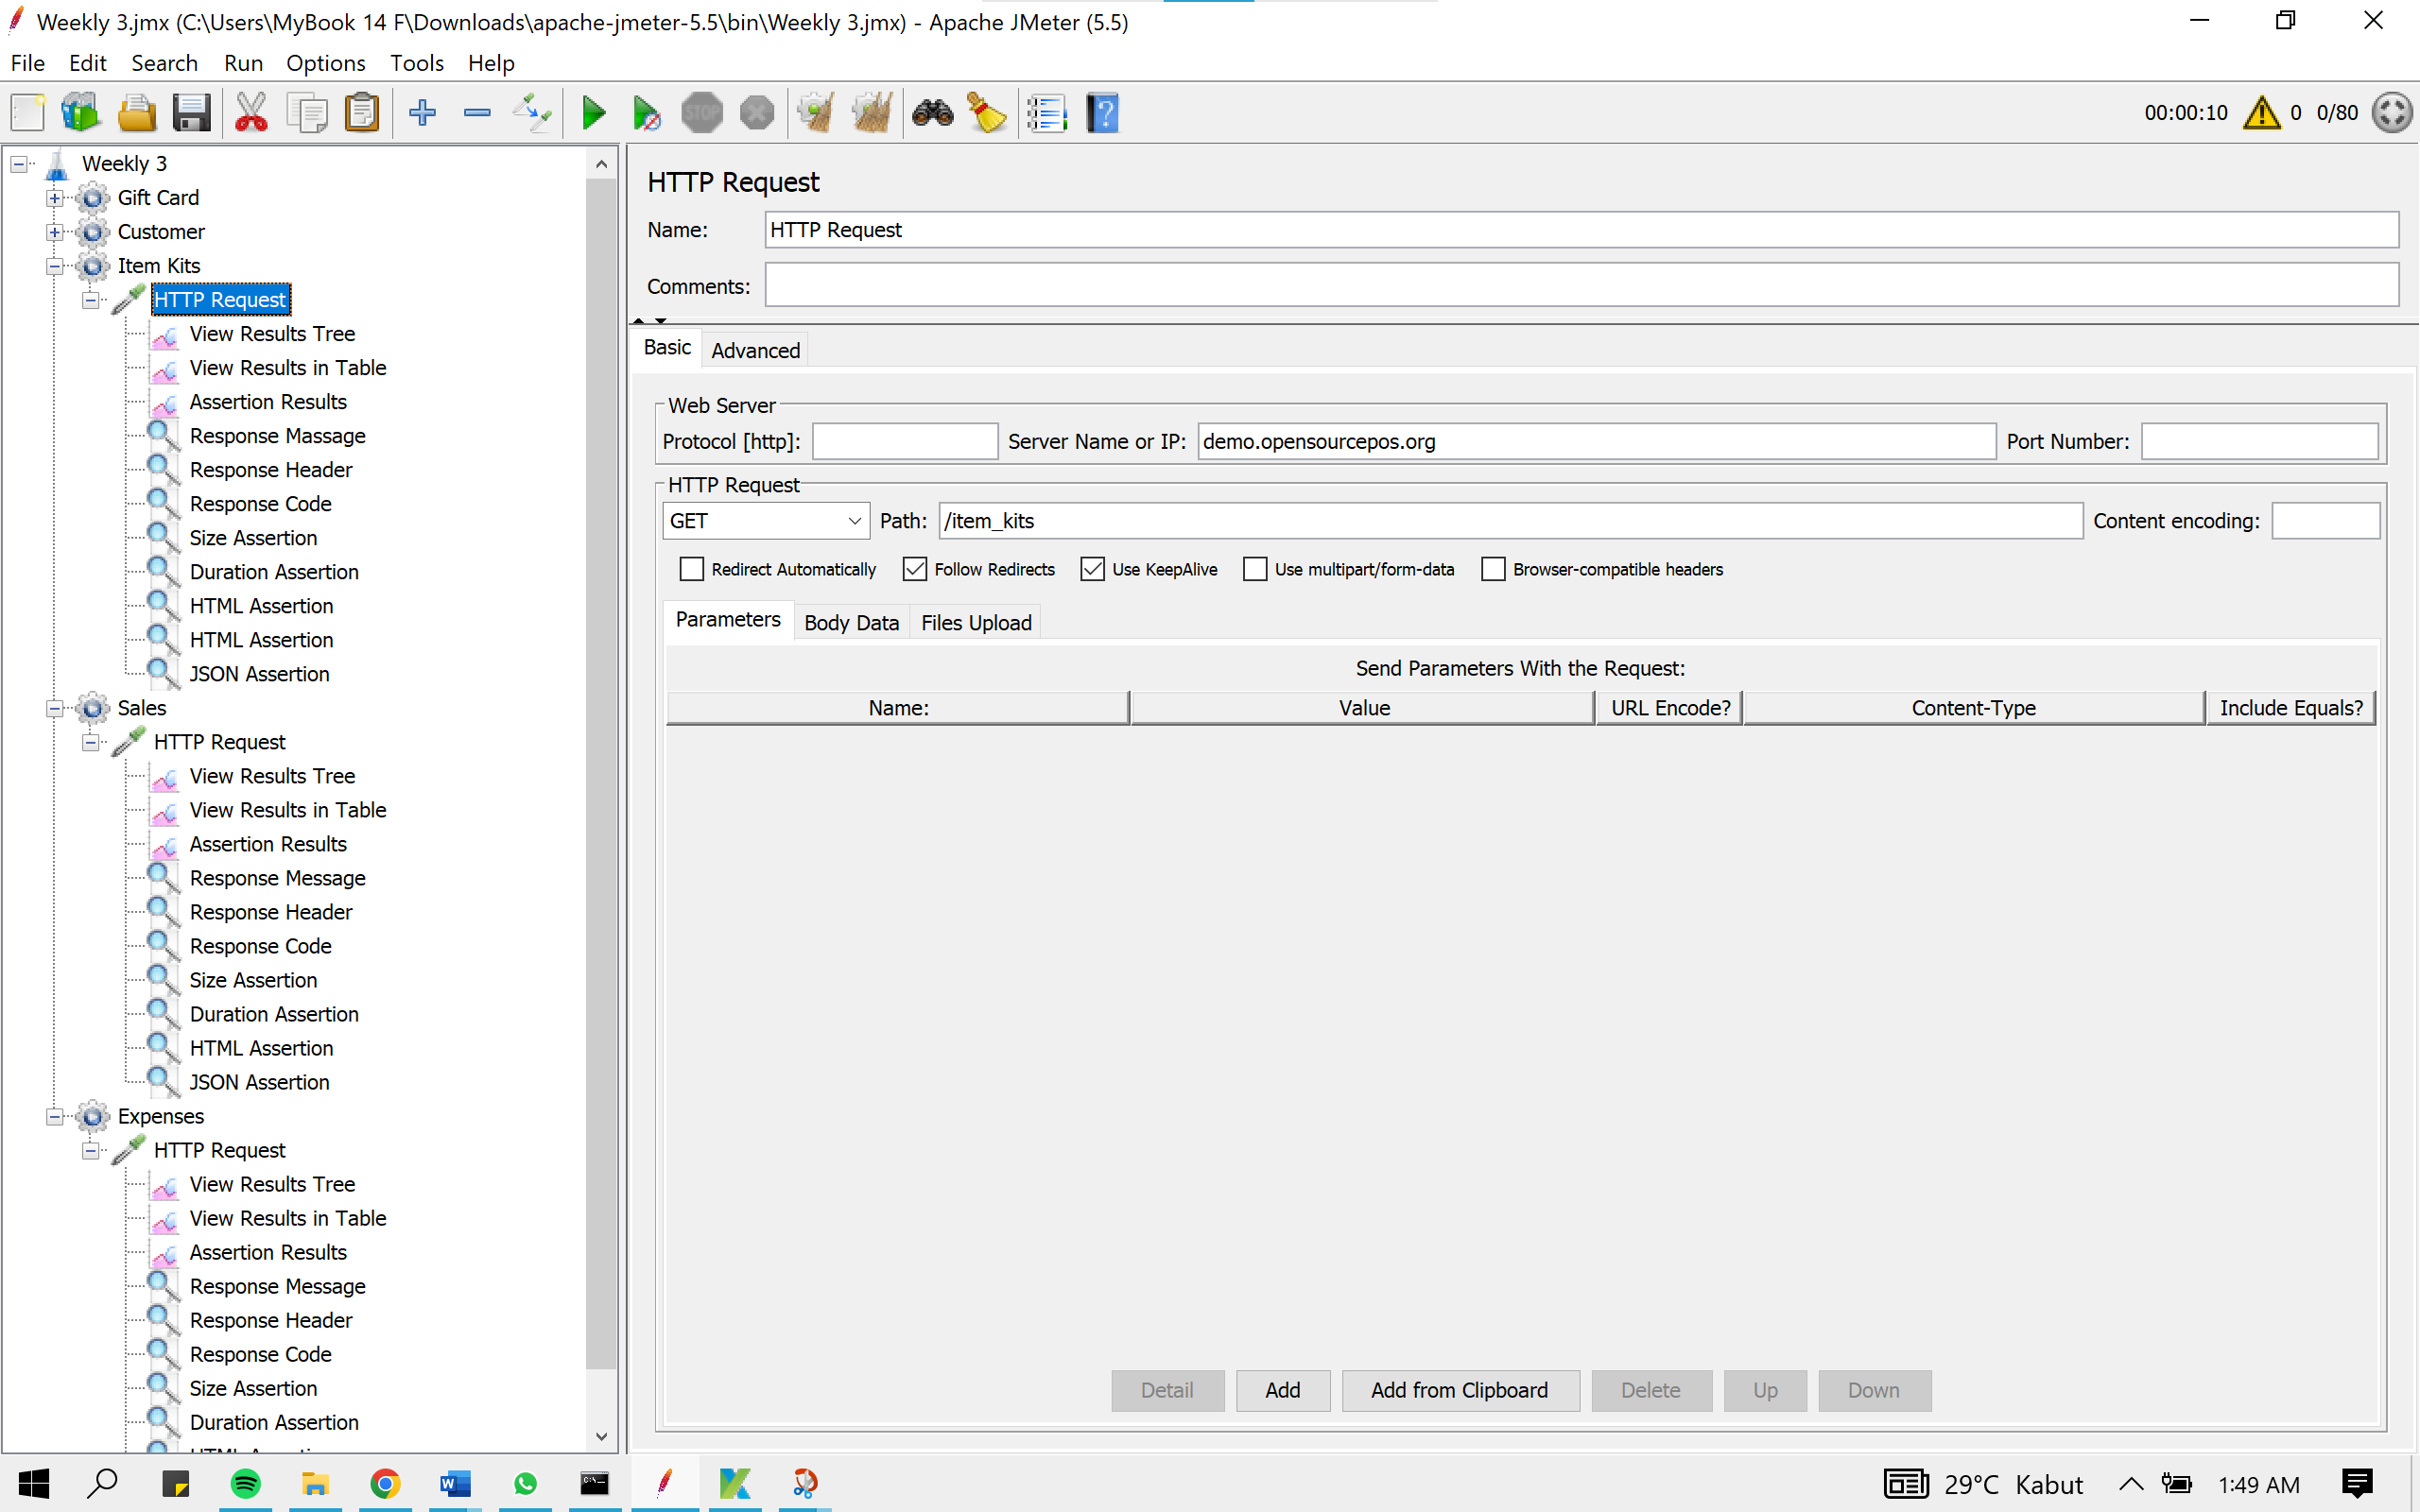 Weekly 3.jmx (C:\Users\MyBook 14 F\Downloads\apache-jmeter-5.5\bin\Weekly 3.jmx) - Apache JMeter (5.5)
File Edit Search Run Options Tools Help
STOP
00:00:10 0 0/80
Weekly 3
Gift Card
Customer
Item Kits
HTTP Request
View Results Tree
View Results in Table
Assertion Results
Response Massage
Response Header
Response Code
Size Assertion
Duration Assertion
HTML Assertion
HTML Assertion
JSON Assertion
Sales
HTTP Request
View Results Tree
View Results in Table
Assertion Results
Response Message
Response Header
Response Code
Size Assertion
Duration Assertion
HTML Assertion
JSON Assertion
Expenses
HTTP Request
View Results Tree
View Results in Table
Assertion Results
Response Message
Response Header
Response Code
Size Assertion
Duration Assertion
HTTP Request
Name: HTTP Request
Comments:
Basic Advanced
Web Server
Protocol [http]: Server Name or IP: demo.opensourcepos.org Port Number:
HTTP Request
GET Path: /item_kits Content encoding:
Redirect Automatically Follow Redirects Use KeepAlive Use multipart/form-data Browser-compatible headers
Parameters Body Data Files Upload
Send Parameters With the Request:
Name: Value URL Encode? Content-Type Include Equals?
Detail Add Add from Clipboard Delete Up Down
29°C Kabut 1:49 AM